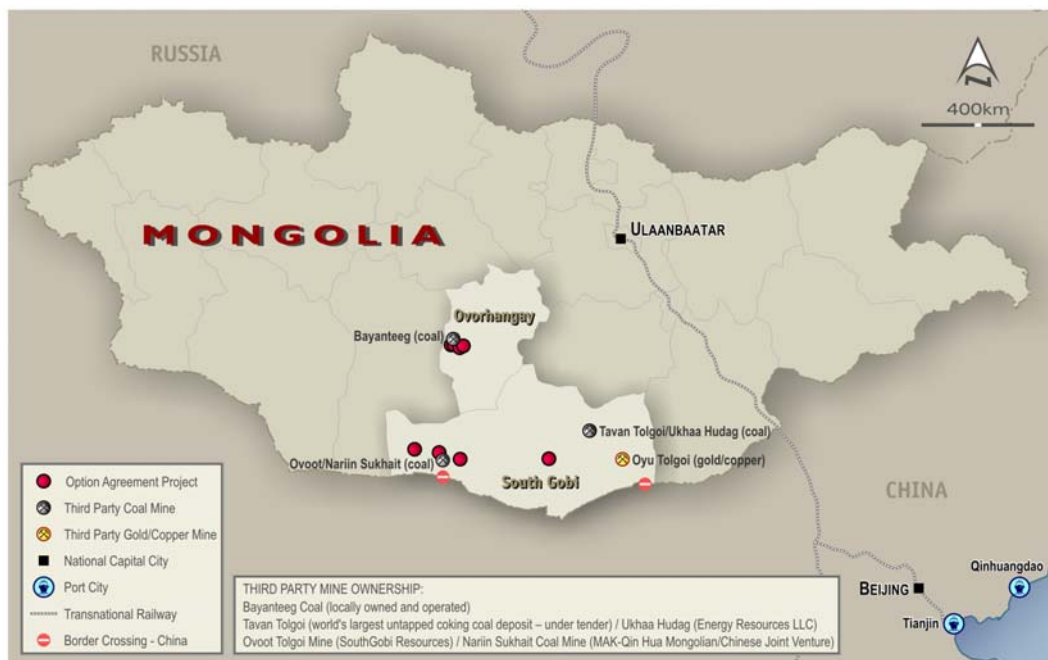 RUSSIA
N
400km
MONGOLIA
ULAANBAATAR
Ovorhangay
Bayanteeg (coal)
Tavan Tolgoi/Ukhaa Hudag (coal)
Ovoot/Nariin Sukhait (coal)
Oyu Tolgoi (gold/copper)
South Gobi
CHINA
Option Agreement Project
Third Party Coal Mine
Third Party Gold/Copper Mine
National Capital City
Port City
Transnational Railway
Border Crossing - China
THIRD PARTY MINE OWNERSHIP:
Bayanteeg Coal (locally owned and operated)
Tavan Tolgoi (world's largest untapped coking coal deposit – under tender) / Ukhaa Hudag (Energy Resources LLC)
Ovoot Tolgoi Mine (SouthGobi Resources) / Nariin Sukhait Coal Mine (MAK-Qin Hua Mongolian/Chinese Joint Venture)
Qinhuangdao
BEIJING
Tianjin